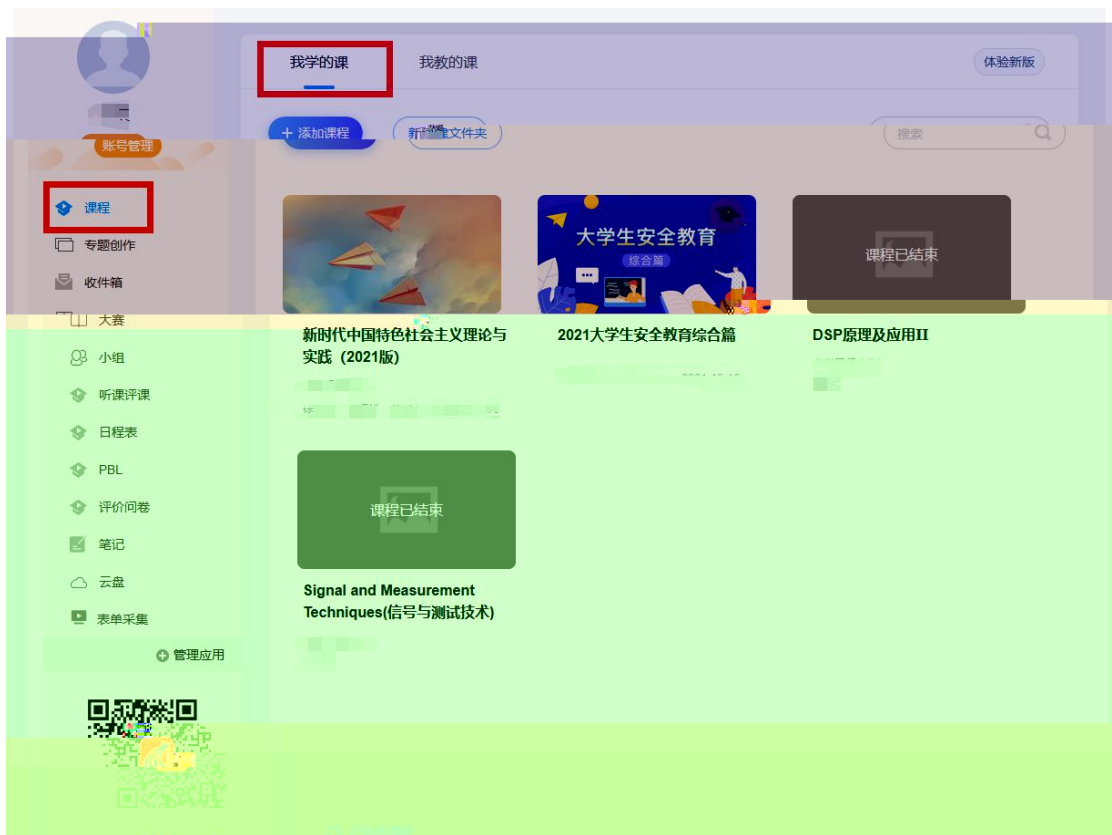 我学的课
我教的课
体验新版
+ 添加课程
文件夹
搜索
账号管理
课程
专题创作
收件箱
大赛
小组
听课评课
日程表
PBL
评价问卷
笔记
云盘
表单采集
管理应用
大学生安全教育
综合篇
课程已结束
新时代中国特色社会主义理论与
实践（2021版）
2021大学生安全教育综合篇
DSP原理及应用II
课程已结束
Signal and Measurement
Techniques(信号与测试技术)